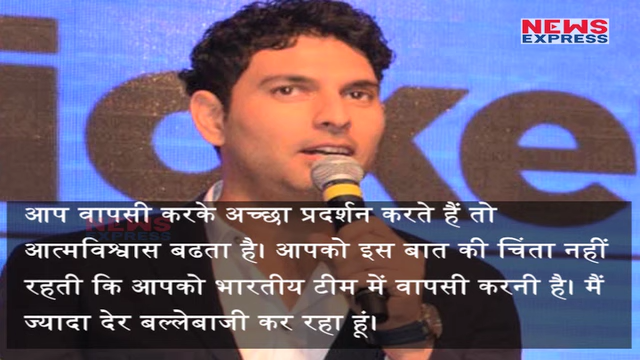 NEWS
EXPRESS
icke
आप वापसी करके अच्छा प्रदर्शन करते हैं तो
आत्मविश्वास बढता है। आपको इस बात की चिंता नहीं
रहती कि आपको भारतीय टीम में वापसी करनी है। मैं
ज्यादा देर बल्लेबाजी कर रहा हूं।